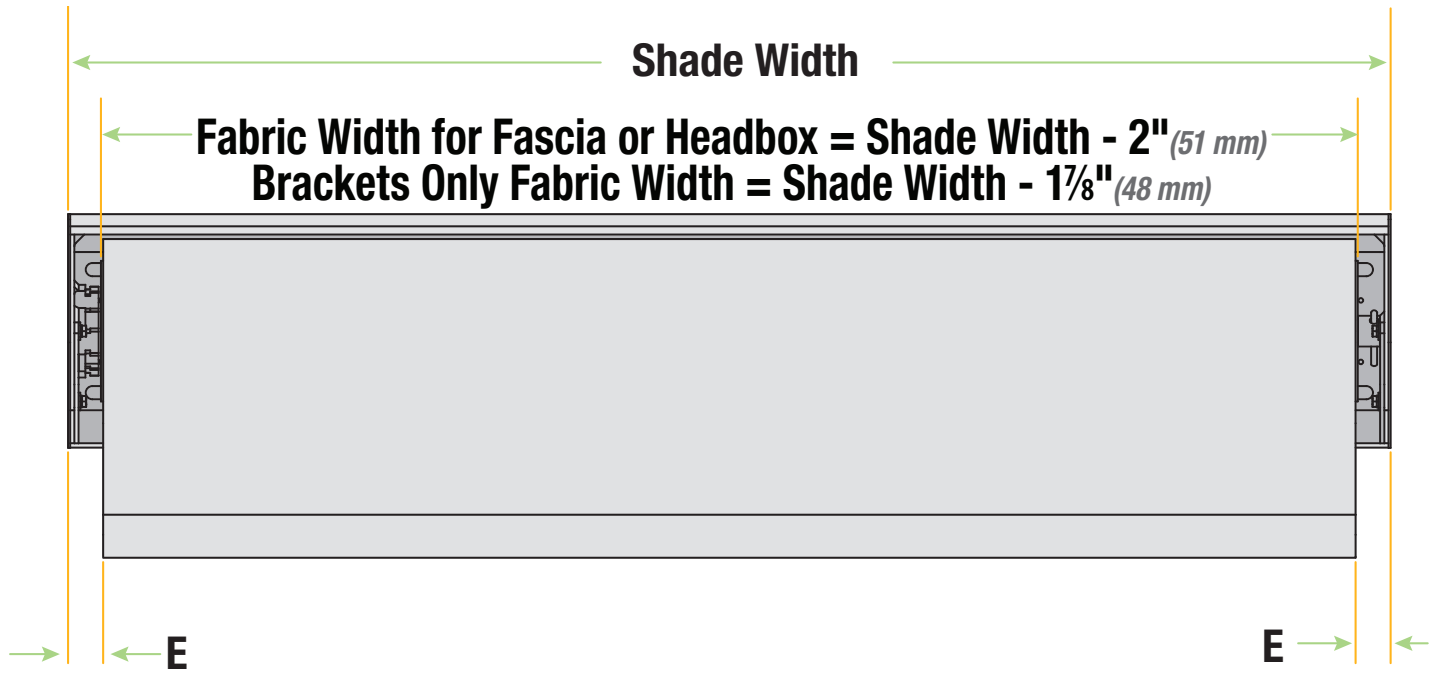 Shade Width
Fabric Width for Fascia or Headbox = Shade Width - 2"(51 mm)
Brackets Only Fabric Width = Shade Width - 1⅞"(48 mm)
E
E